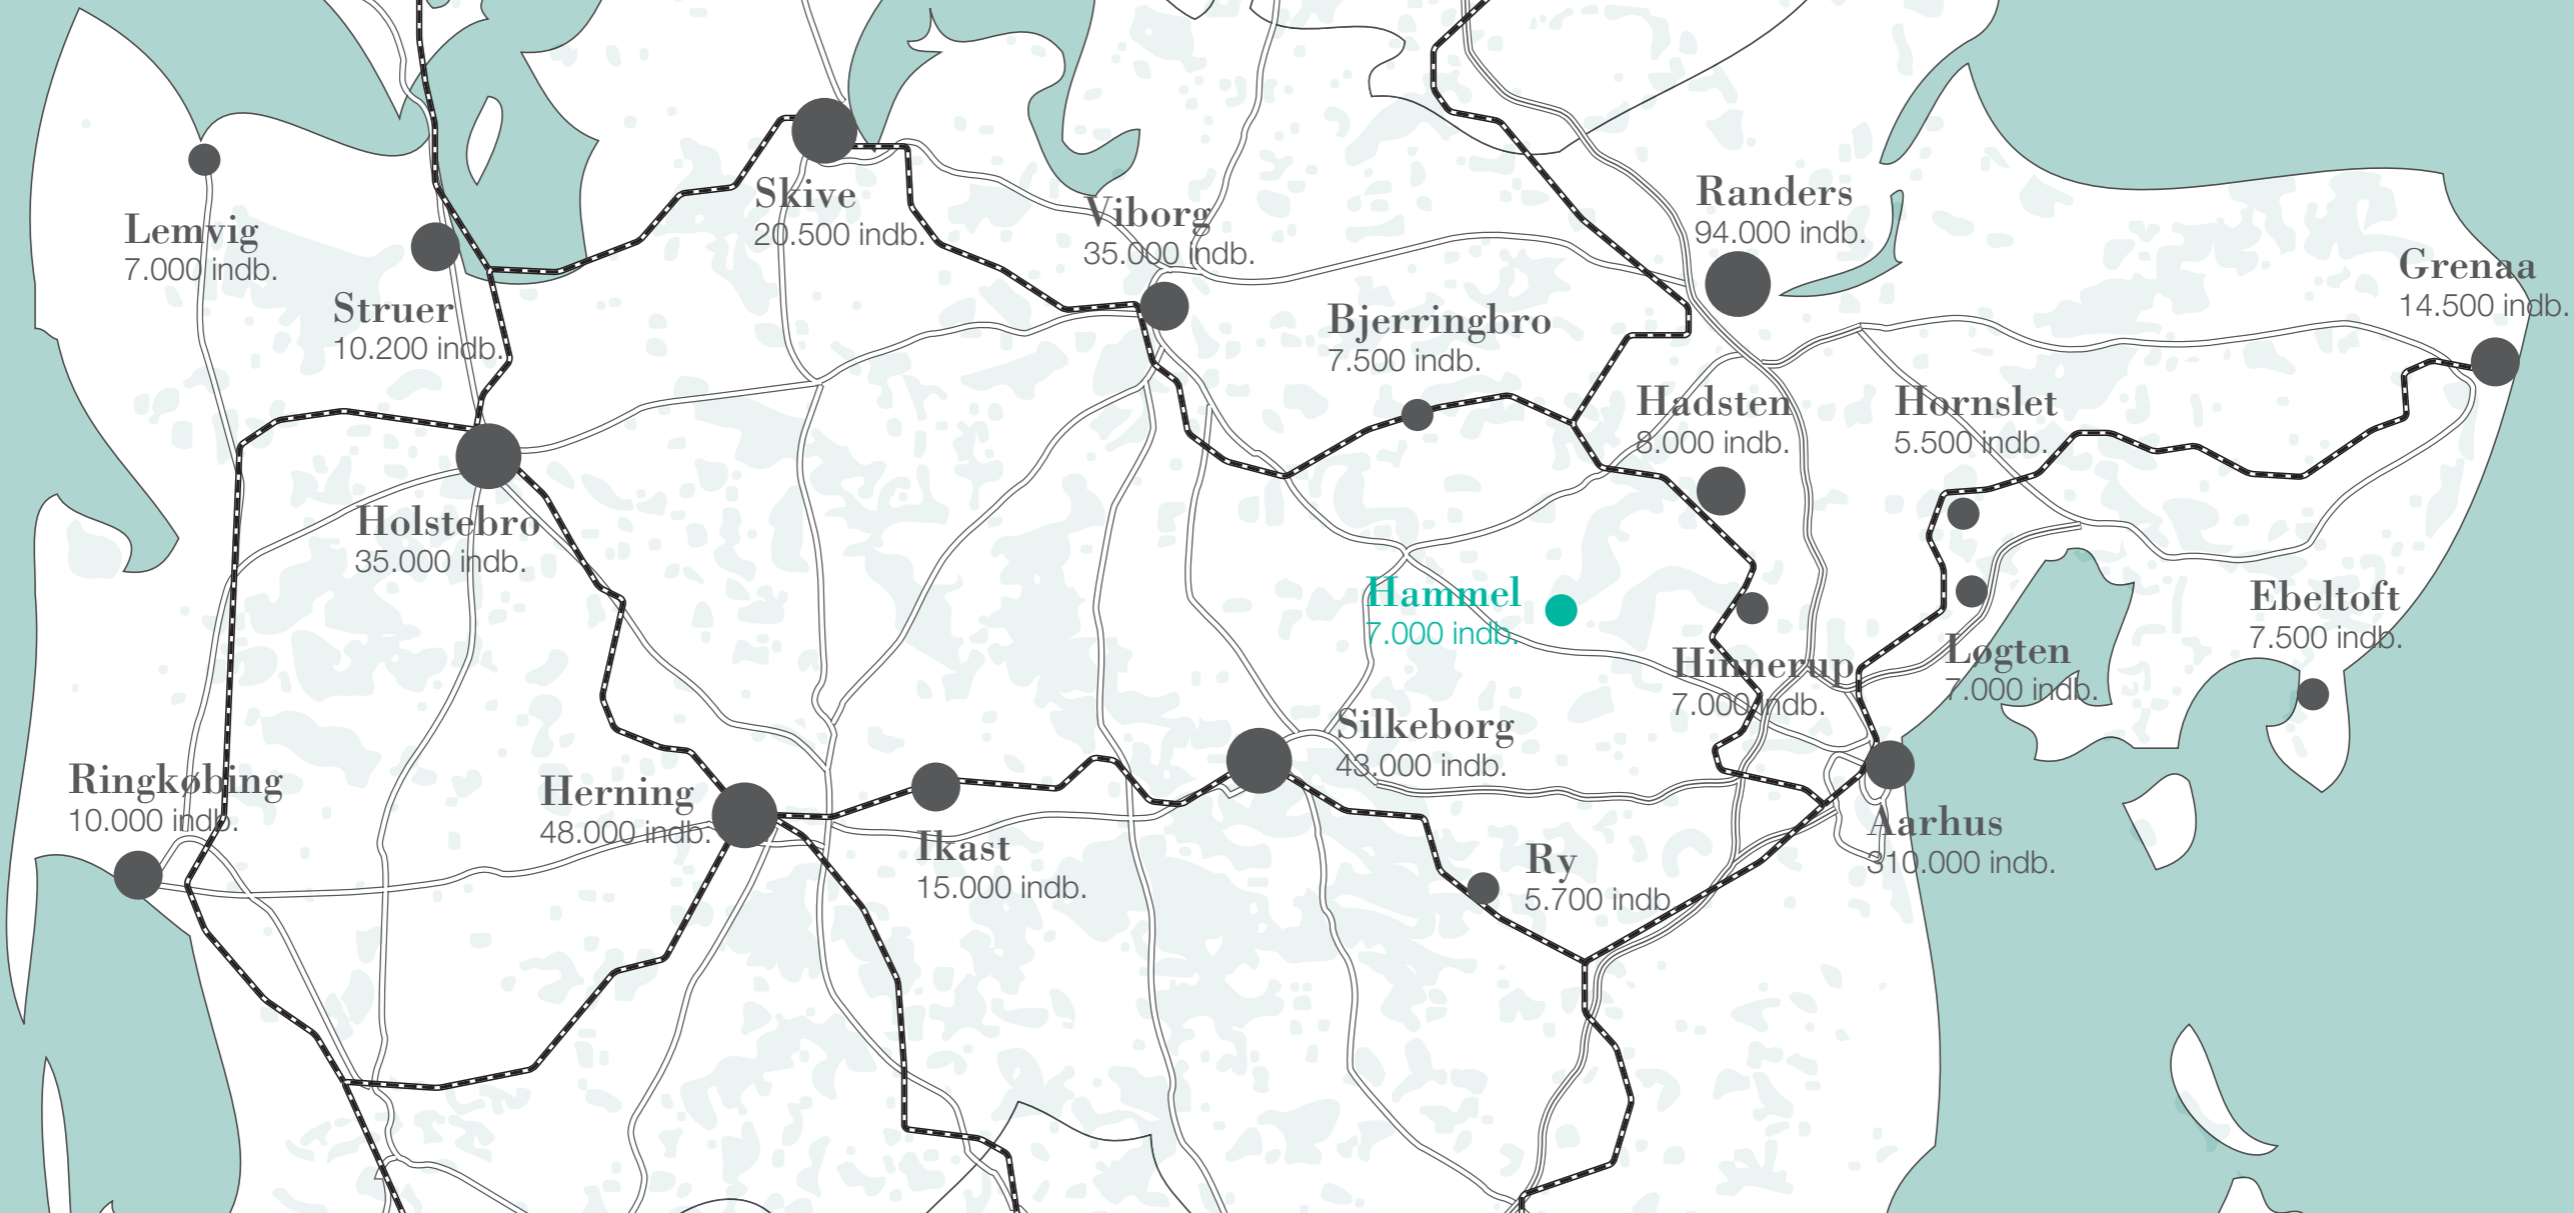 Skive
20.500 indb.
Randers
94.000 indb.
Viborg
35.000 indb.
Lemvig
7.000 indb.
Grenaa
14.500 indb.
Struer
10.200 indb.
Bjerringbro
7.500 indb.
Hadsten
8.000 indb.
Hornslet
5.500 indb.
Holstebro
35.000 indb.
Hammel
7.000 indb.
Ebeltoft
7.500 indb.
Hinnerup
7.000 indb.
Løgten
7.000 indb.
Silkeborg
43.000 indb.
Ringkøbing
10.000 indb.
Herning
48.000 indb.
Aarhus
310.000 indb.
Ikast
15.000 indb.
Ry
5.700 indb.